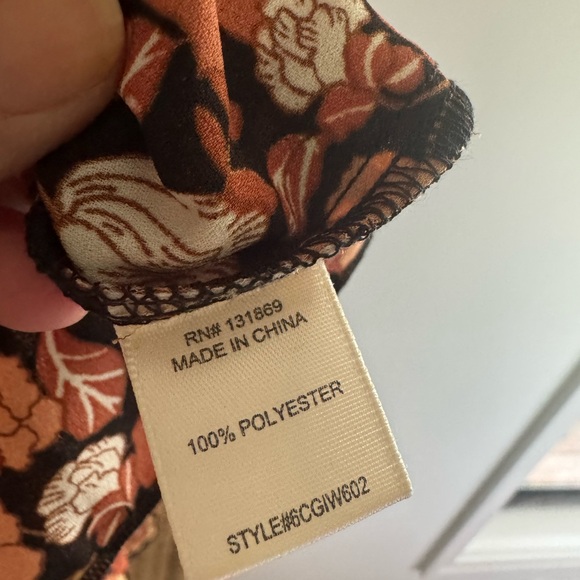 RN# 131869
MADE IN CHINA
100% POLYESTER
STYLE#6CGIW602